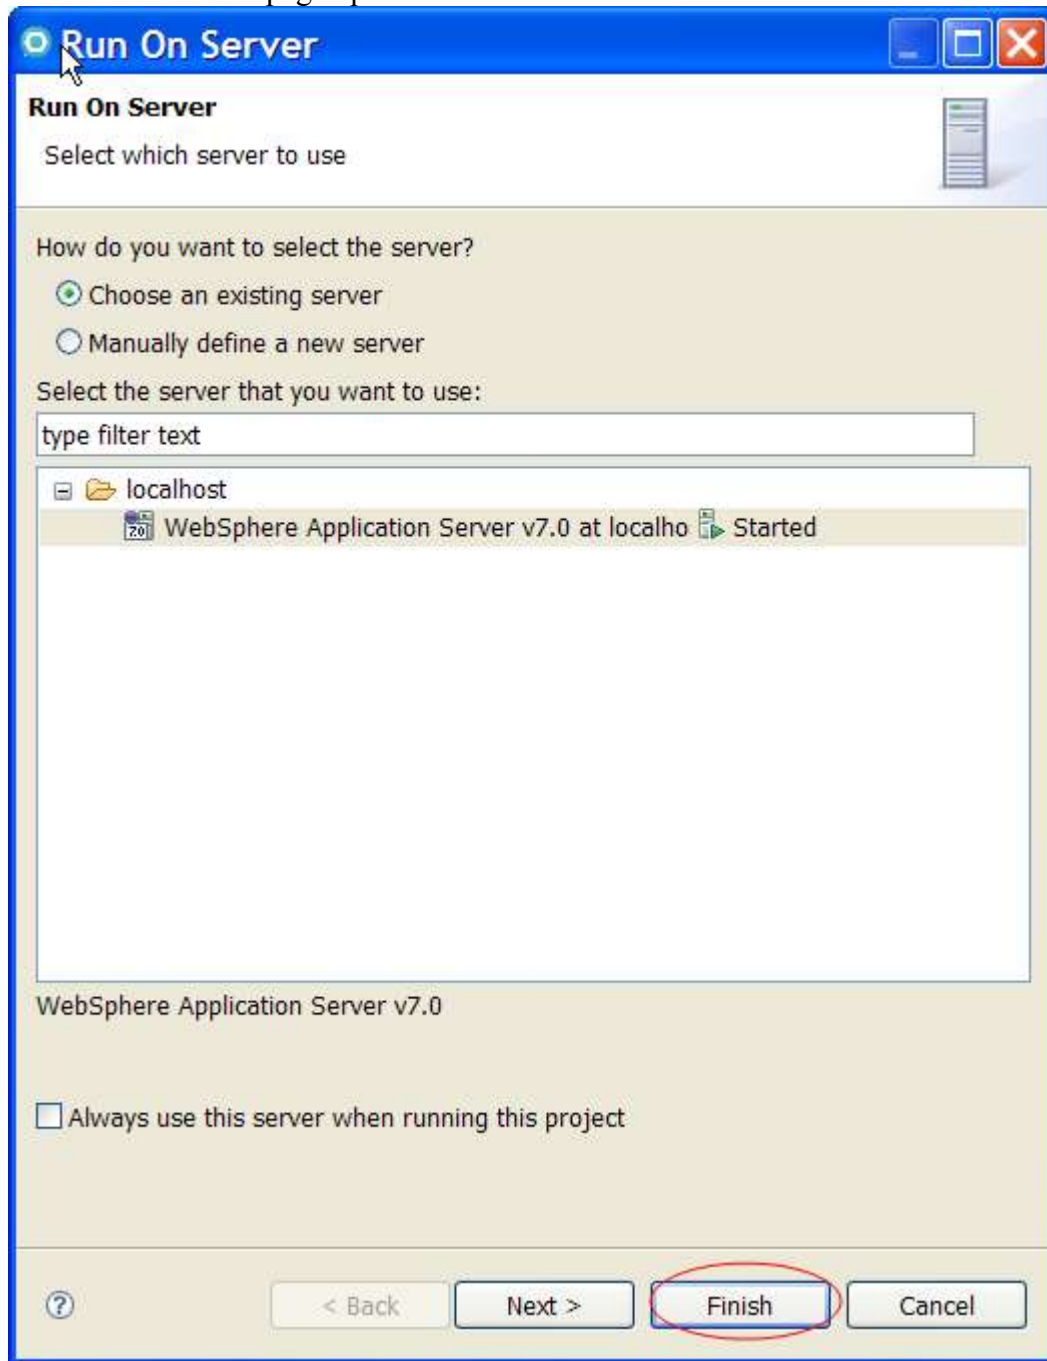 Run On Server
Run On Server
Select which server to use
How do you want to select the server?
Choose an existing server
Manually define a new server
Select the server that you want to use:
type filter text
localhost
7.0 WebSphere Application Server v7.0 at localho Started
WebSphere Application Server v7.0
Always use this server when running this project
? < Back Next > Finish Cancel